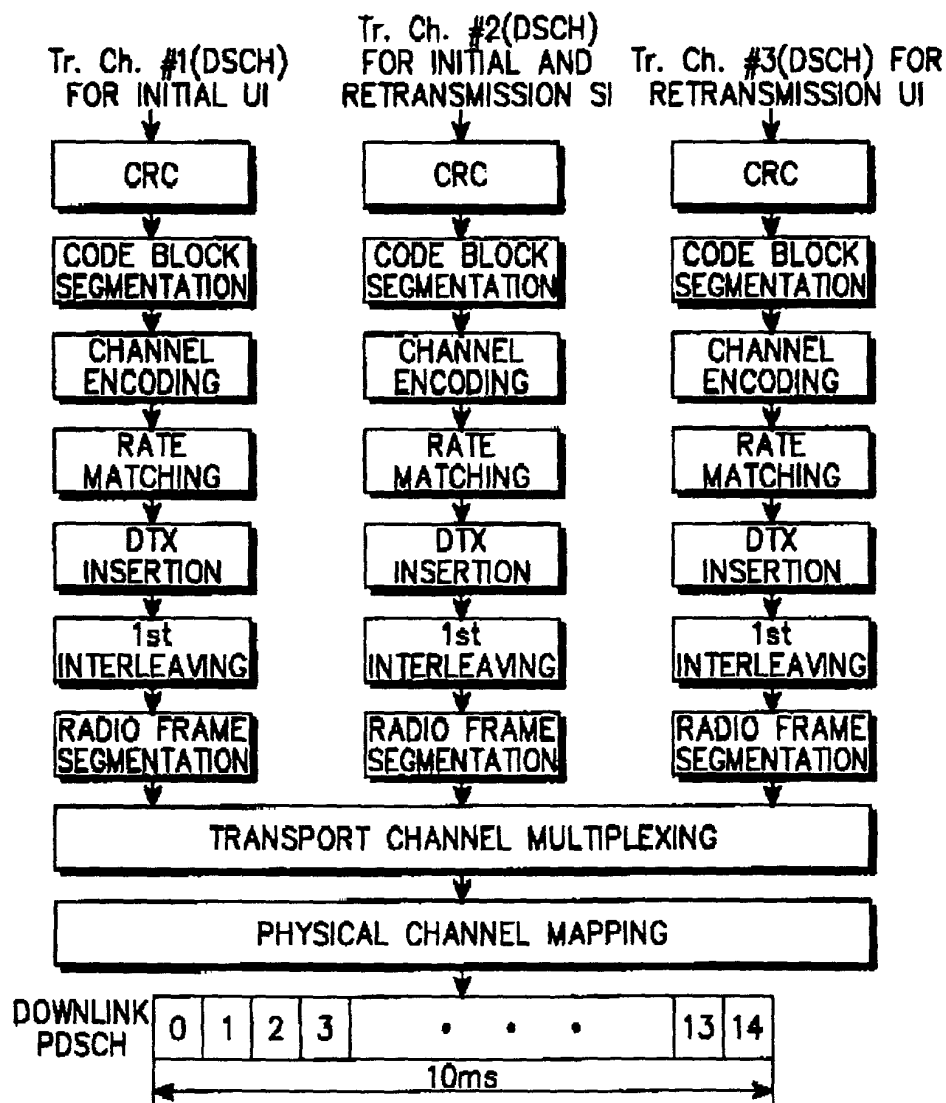 Tr. Ch. #1(DSCH)
FOR INITIAL UI
Tr. Ch. #2(DSCH)
FOR INITIAL AND
RETRANSMISSION SI
Tr. Ch. #3(DSCH) FOR
RETRANSMISSION UI
CRC
CRC
CRC
CODE BLOCK
SEGMENTATION
CODE BLOCK
SEGMENTATION
CODE BLOCK
SEGMENTATION
CHANNEL
ENCODING
CHANNEL
ENCODING
CHANNEL
ENCODING
RATE
MATCHING
RATE
MATCHING
RATE
MATCHING
DTX
INSERTION
DTX
INSERTION
DTX
INSERTION
1st
INTERLEAVING
1st
INTERLEAVING
1st
INTERLEAVING
RADIO FRAME
SEGMENTATION
RADIO FRAME
SEGMENTATION
RADIO FRAME
SEGMENTATION
TRANSPORT CHANNEL MULTIPLEXING
PHYSICAL CHANNEL MAPPING
DOWNLINK
PDSCH
0 1 2 3 • • • 13 14
10ms